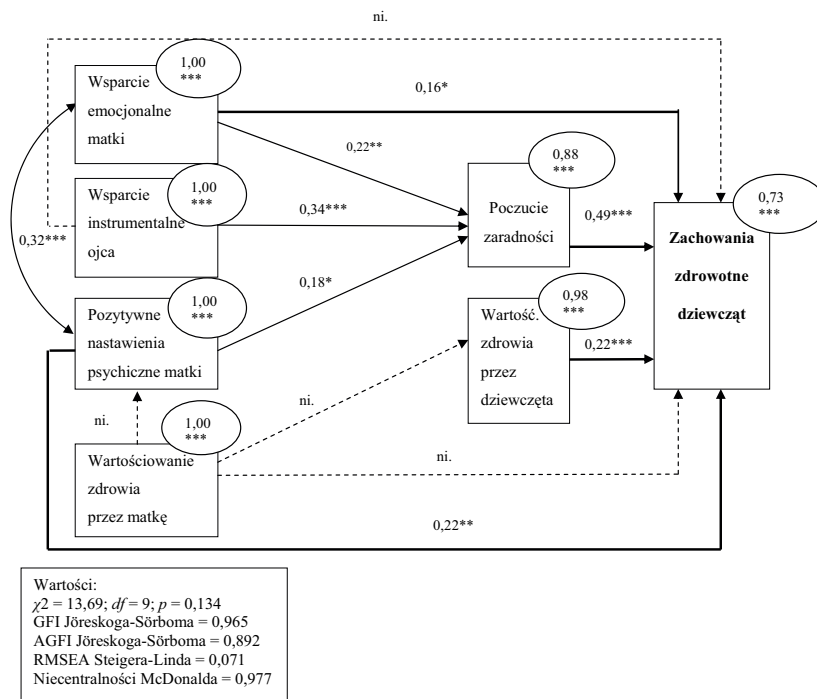 ni.
1,00
***
Wsparcie
emocjonalne
matki
0,16*
0,22**
0,88
***
1,00
***
Wsparcie
instrumentalne
ojca
0,34***
Poczucie
zaradności
0,49***
0,73
***
Zachowania
zdrowotne
dziewcząt
0,32***
1,00
***
Pozytywne
nastawienia
psychiczne matki
0,18*
0,98
***
Wartość.
zdrowia
przez
dziewczęta
0,22***
ni.
ni.
1,00
***
Wartościowanie
zdrowia
przez matkę
ni.
0,22**
Wartości:
χ2 = 13,69; df = 9; p = 0,134
GFI Jöreskoga-Sörboma = 0,965
AGFI Jöreskoga-Sörboma = 0,892
RMSEA Steigera-Linda = 0,071
Niecentralności McDonalda = 0,977